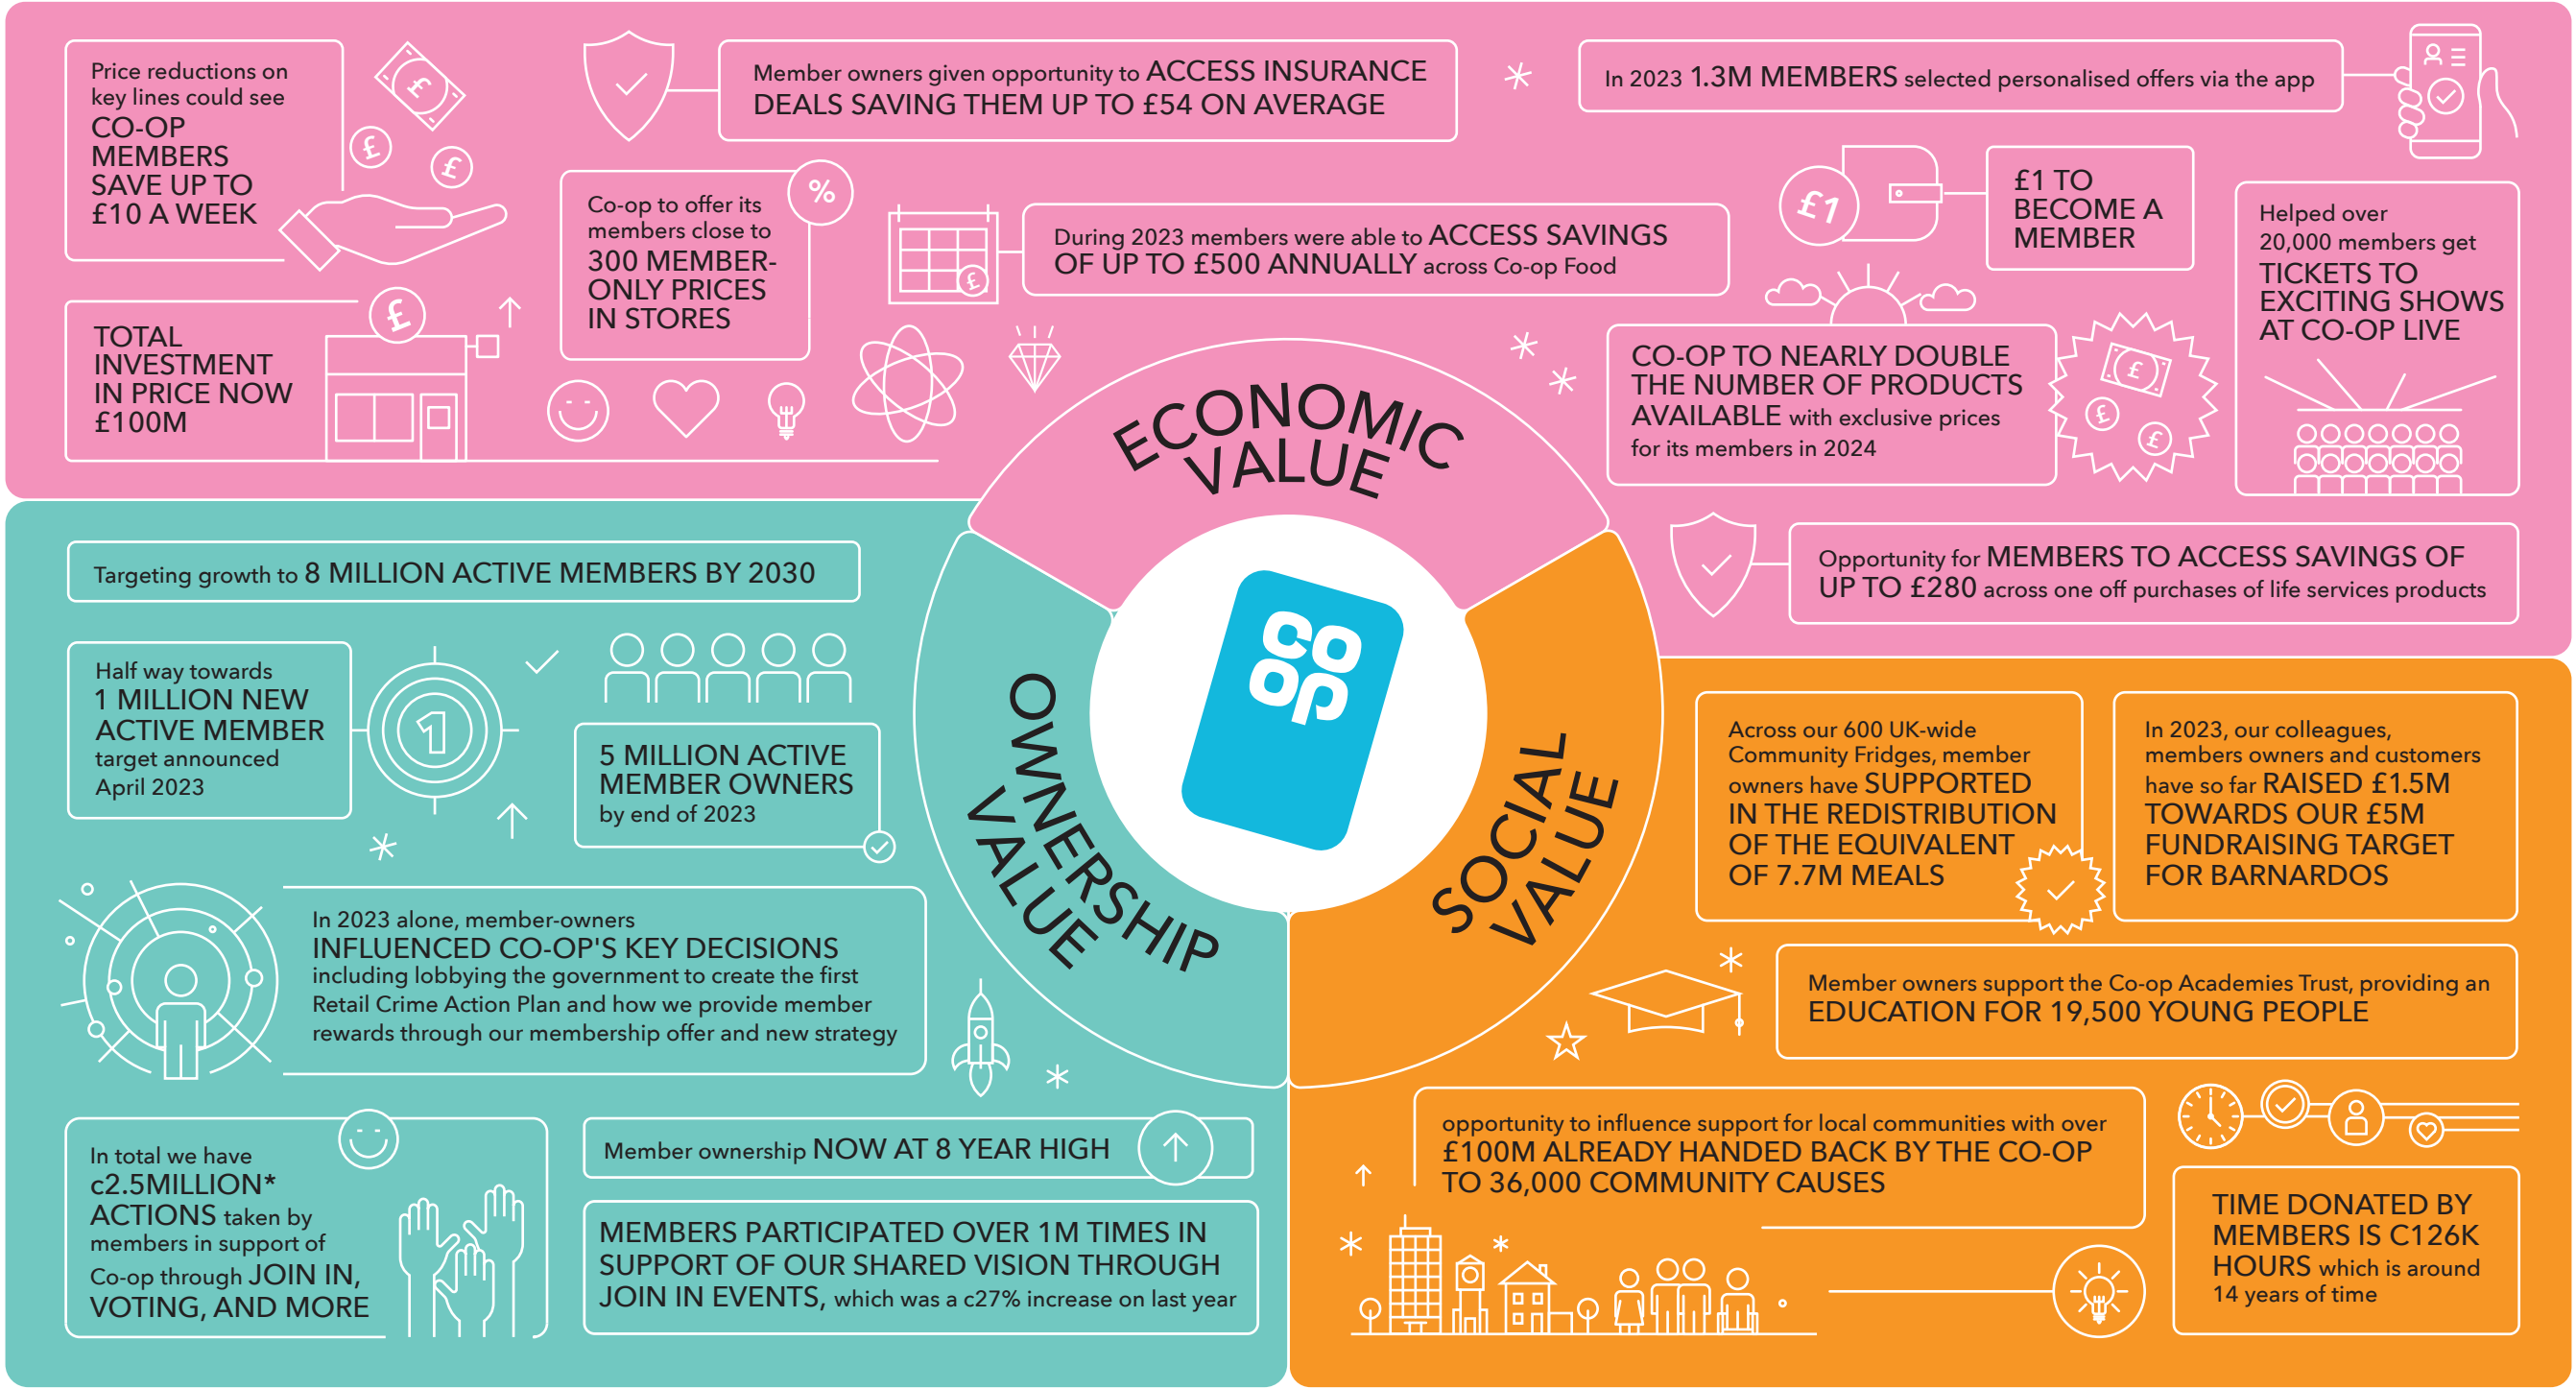 Price reductions on
key lines could see
CO-OP
MEMBERS
SAVE UP TO
£10 A WEEK
£
£
£
Member owners given opportunity to ACCESS INSURANCE
DEALS SAVING THEM UP TO £54 ON AVERAGE
In 2023 1.3M MEMBERS selected personalised offers via the app
TOTAL
INVESTMENT
IN PRICE NOW
£100M
£
Co-op to offer its
members close to
300 MEMBER-
ONLY PRICES
IN STORES
%
During 2023 members were able to ACCESS SAVINGS
OF UP TO £500 ANNUALLY across Co-op Food
£
£1
£1 TO
BECOME A
MEMBER
Helped over
20,000 members get
TICKETS TO
EXCITING SHOWS
AT CO-OP LIVE
CO-OP TO NEARLY DOUBLE
THE NUMBER OF PRODUCTS
AVAILABLE with exclusive prices
for its members in 2024
£
£
£
Opportunity for MEMBERS TO ACCESS SAVINGS OF
UP TO £280 across one off purchases of life services products
ECONOMIC
VALUE
co
op
OWNERSHIP
VALUE
SOCIAL
VALUE
Targeting growth to 8 MILLION ACTIVE MEMBERS BY 2030
Half way towards
1 MILLION NEW
ACTIVE MEMBER
target announced
April 2023
1
5 MILLION ACTIVE
MEMBER OWNERS
by end of 2023
In 2023 alone, member-owners
INFLUENCED CO-OP'S KEY DECISIONS
including lobbying the government to create the first
Retail Crime Action Plan and how we provide member
rewards through our membership offer and new strategy
In total we have
c2.5MILLION*
ACTIONS taken by
members in support of
Co-op through JOIN IN,
VOTING, AND MORE
Member ownership NOW AT 8 YEAR HIGH
MEMBERS PARTICIPATED OVER 1M TIMES IN
SUPPORT OF OUR SHARED VISION THROUGH
JOIN IN EVENTS, which was a c27% increase on last year
Across our 600 UK-wide
Community Fridges, member
owners have SUPPORTED
IN THE REDISTRIBUTION
OF THE EQUIVALENT
OF 7.7M MEALS
In 2023, our colleagues,
members owners and customers
have so far RAISED £1.5M
TOWARDS OUR £5M
FUNDRAISING TARGET
FOR BARNARDOS
Member owners support the Co-op Academies Trust, providing an
EDUCATION FOR 19,500 YOUNG PEOPLE
opportunity to influence support for local communities with over
£100M ALREADY HANDED BACK BY THE CO-OP
TO 36,000 COMMUNITY CAUSES
TIME DONATED BY
MEMBERS IS C126K
HOURS which is around
14 years of time